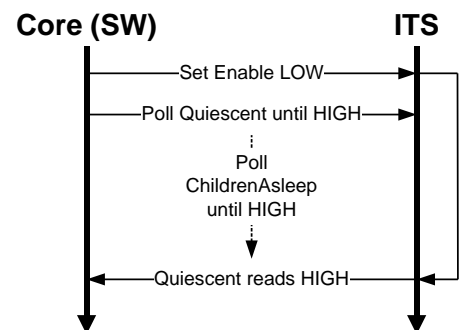 Core (SW) ITS
Set Enable LOW
Poll Quiescent until HIGH
Poll
ChildrenAsleep
until HIGH
Quiescent reads HIGH